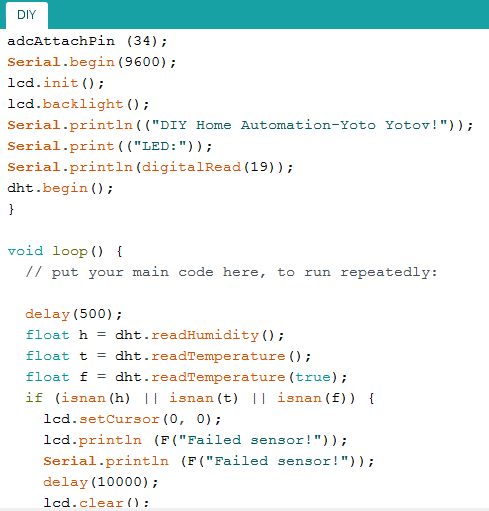 DIY
adcAttachPin (34);
Serial.begin(9600);
lcd.init();
lcd.backlight();
Serial.println(("DIY Home Automation-Yoto Yotov!"));
Serial.print(("LED:"));
Serial.println(digitalRead(19));
dht.begin();
}
void loop() {
// put your main code here, to run repeatedly:
delay(500);
float h = dht.readHumidity();
float t = dht.readTemperature();
float f = dht.readTemperature(true);
if (isnan(h) || isnan(t) || isnan(f)) {
lcd.setCursor(0, 0);
lcd.println (F("Failed sensor!"));
Serial.println (F("Failed sensor!"));
delay(10000);
lcd.clear();